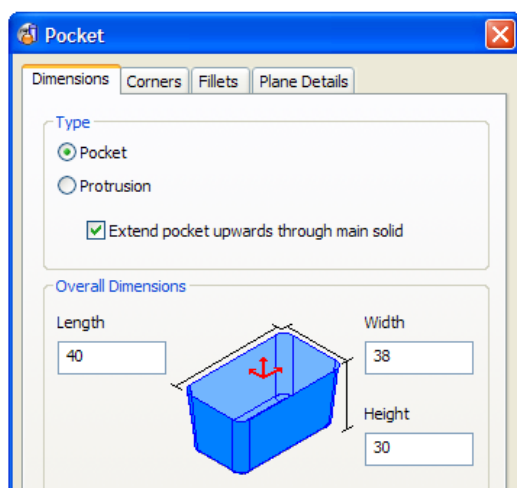 Pocket
Dimensions Corners Fillets Plane Details
Type
Pocket
Protrusion
Extend pocket upwards through main solid
Overall Dimensions
Length Width
40 38
Height
30